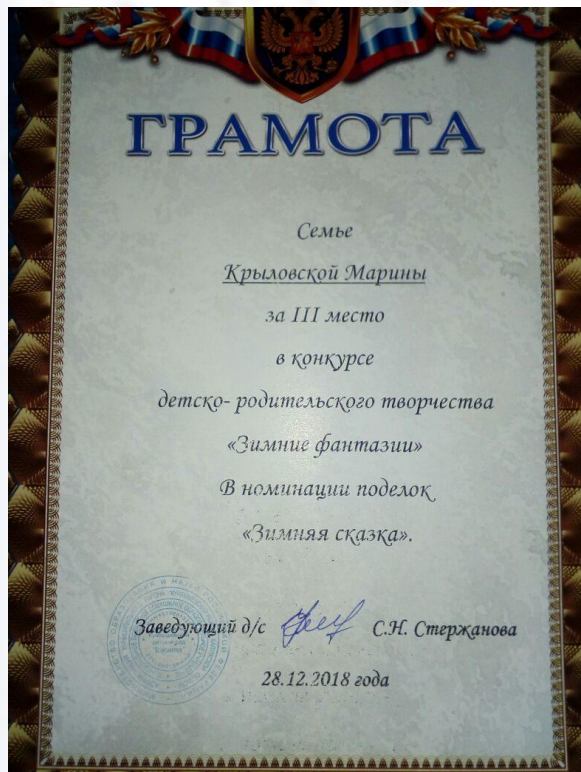 ГРАМОТА
Семье
Крыловской Марины
за III место
в конкурсе
детско- родительского творчества
«Зимние фантазии»
В номинации поделок
«Зимняя сказка».
Заведующий д/с С.Н. Стержанова
28.12.2018 года